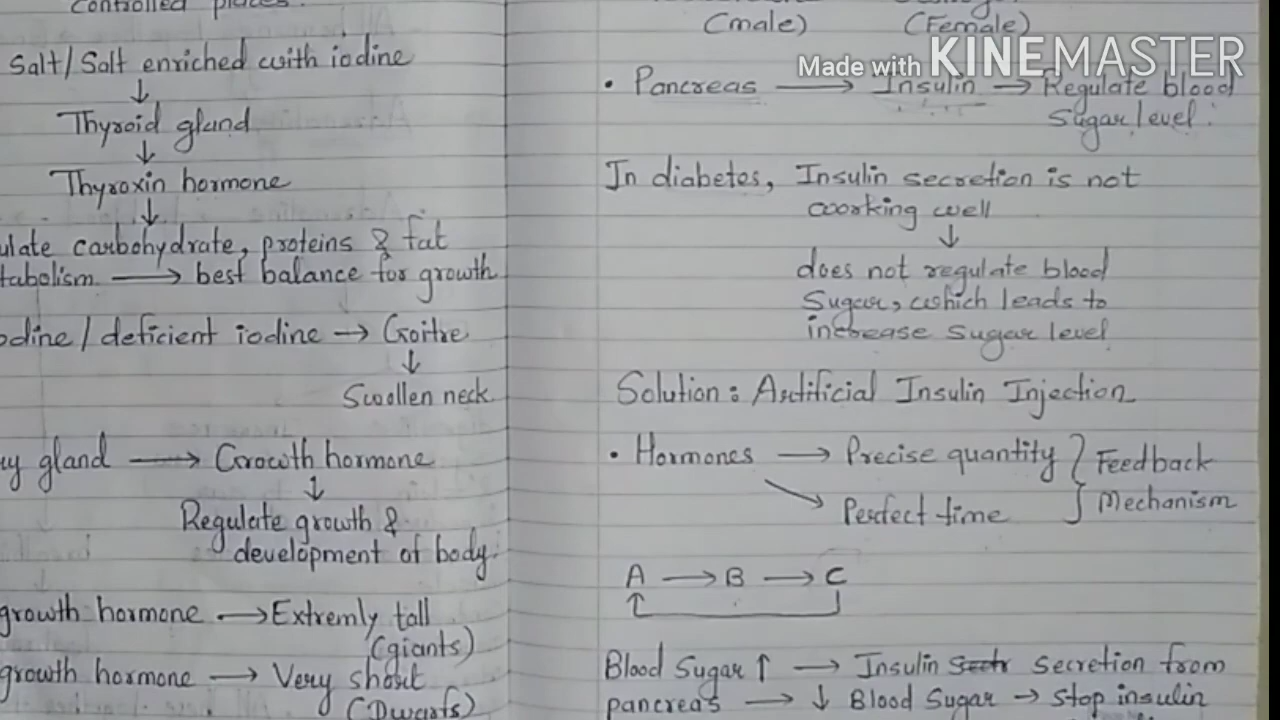 controlled places.
Salt/Salt enriched with iodine
↓
Thyroid gland
↓
Thyroxin hormone
↓
ulate carbohydrate, proteins & fat
tabolism → best balance for growth
odine / deficient iodine → Goitre
↓
Swollen neck
gland → Growth hormone
↓
Regulate growth &
development of body.
growth hormone → Extremly tall
(giants)
growth hormone → Very short
(Dwarfs)
(male) (Female)
Made with KINEMASTER
• Pancreas → Insulin → Regulate blood
Sugar level.
In diabetes, Insulin secretion is not
working well
↓
does not regulate blood
Sugar, which leads to
increase Sugar level
Solution: Artificial Insulin Injection
• Hormones → Precise quantity } Feedback
→ Perfect time } Mechanism
A → B → C
Blood Sugar ↑ → Insulin secretion from
pancreas → ↓ Blood Sugar → Stop insulin